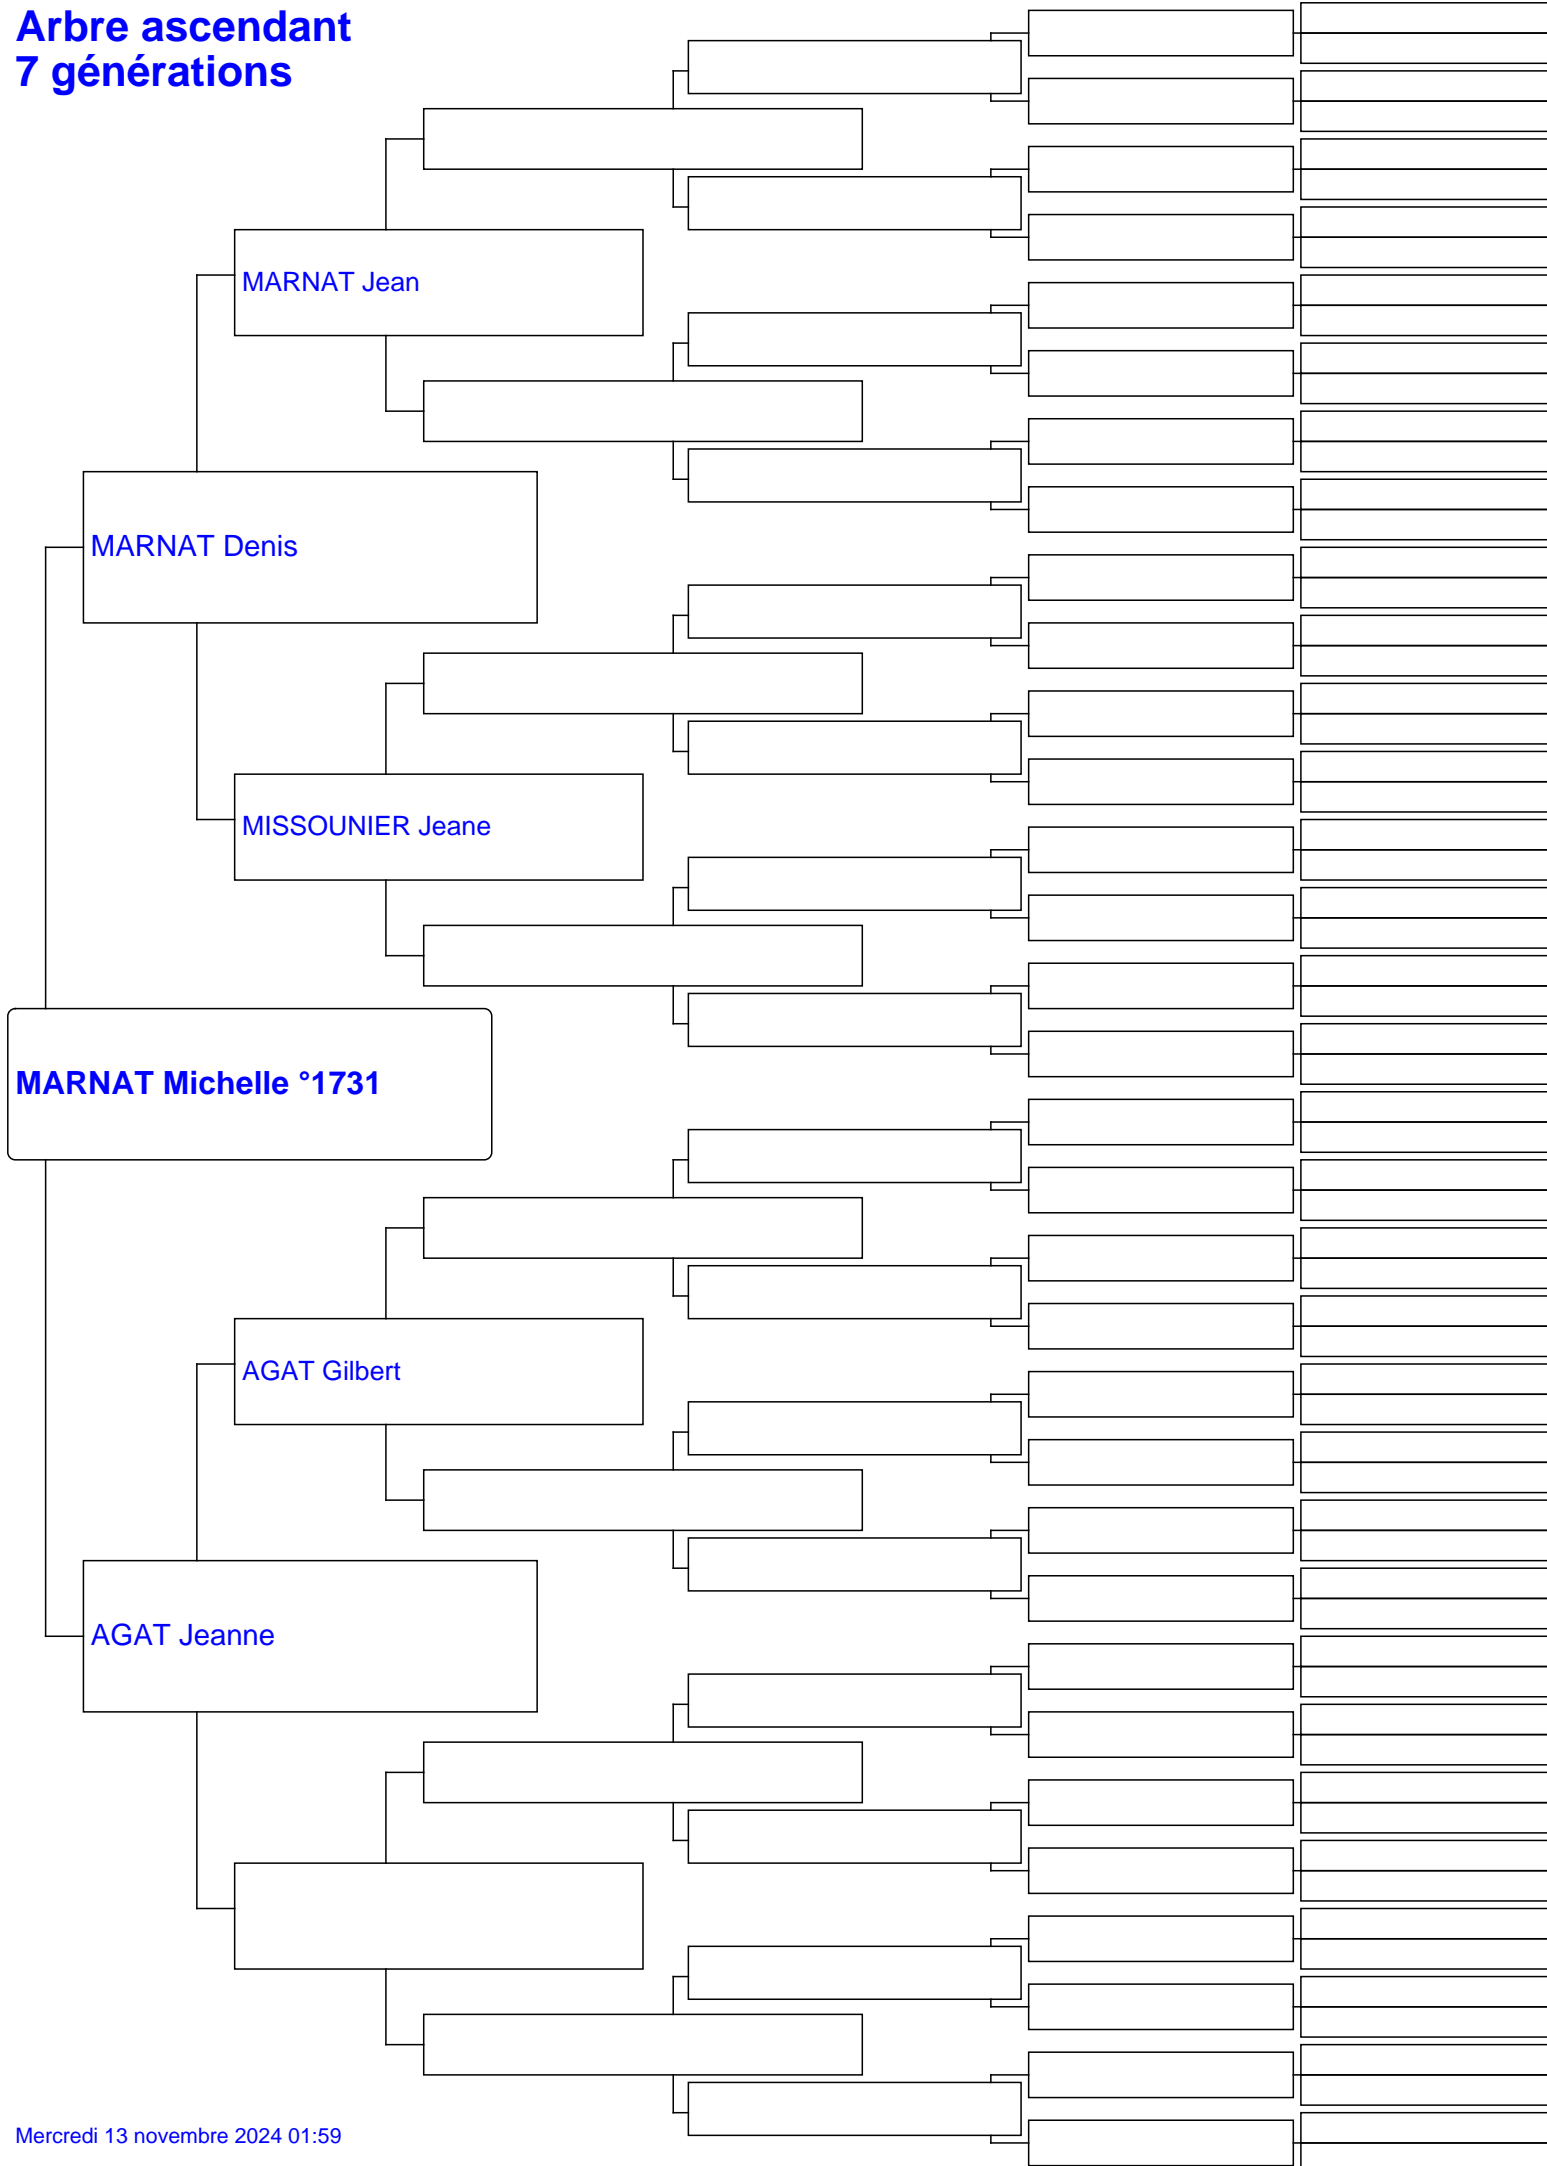 Arbre ascendant
7 générations
MARNAT Jean
MARNAT Denis
MISSOUNIER Jeane
MARNAT Michelle °1731
AGAT Gilbert
AGAT Jeanne
Mercredi 13 novembre 2024 01:59